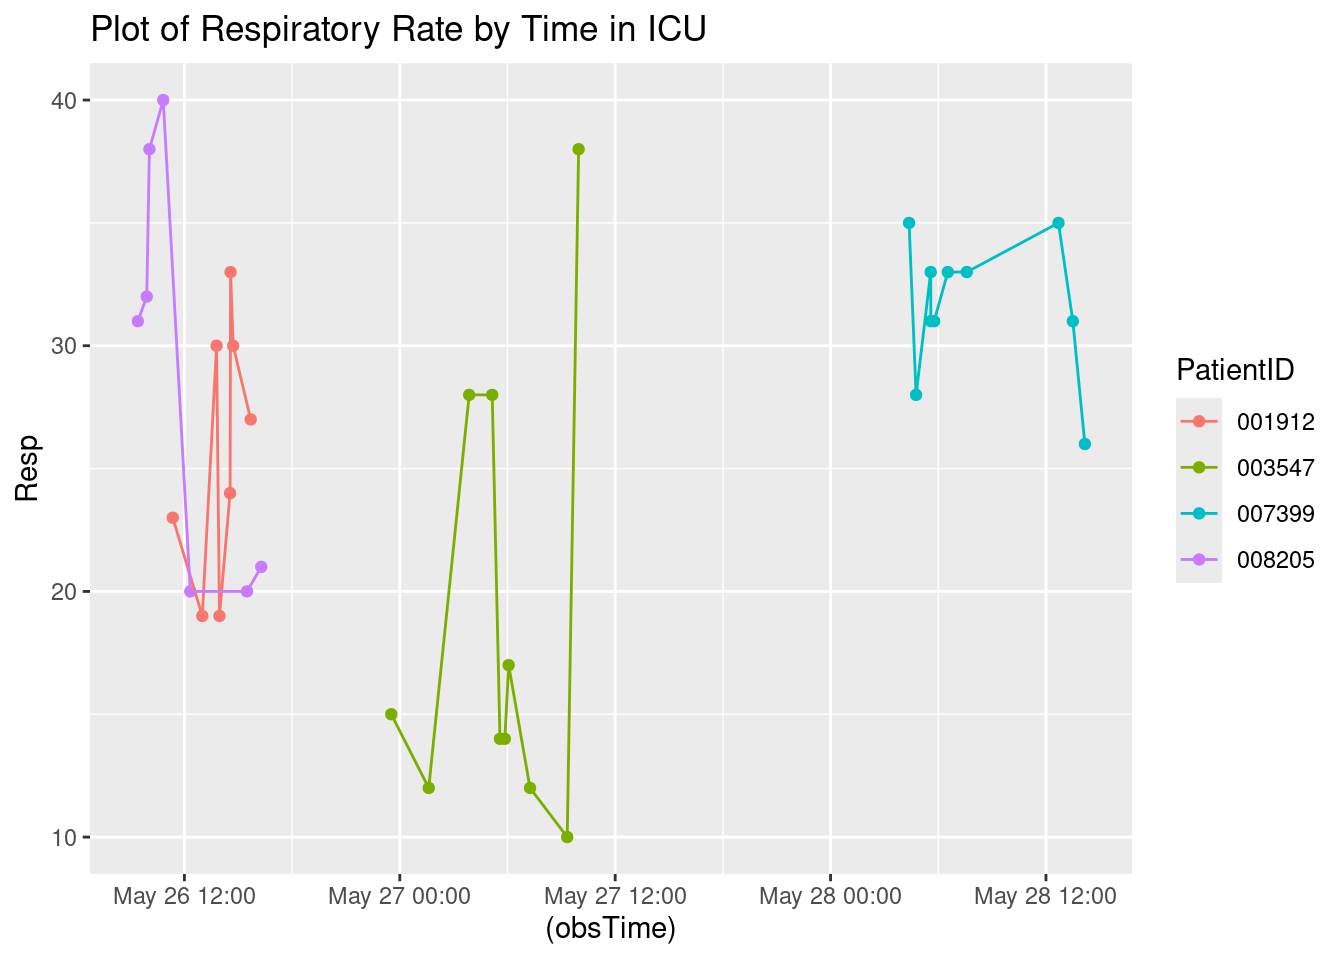 Plot of Respiratory Rate by Time in ICU
Resp
40
30
20
10
May 26 12:00
May 27 00:00
May 27 12:00
May 28 00:00
May 28 12:00
(obsTime)
PatientID
001912
003547
007399
008205